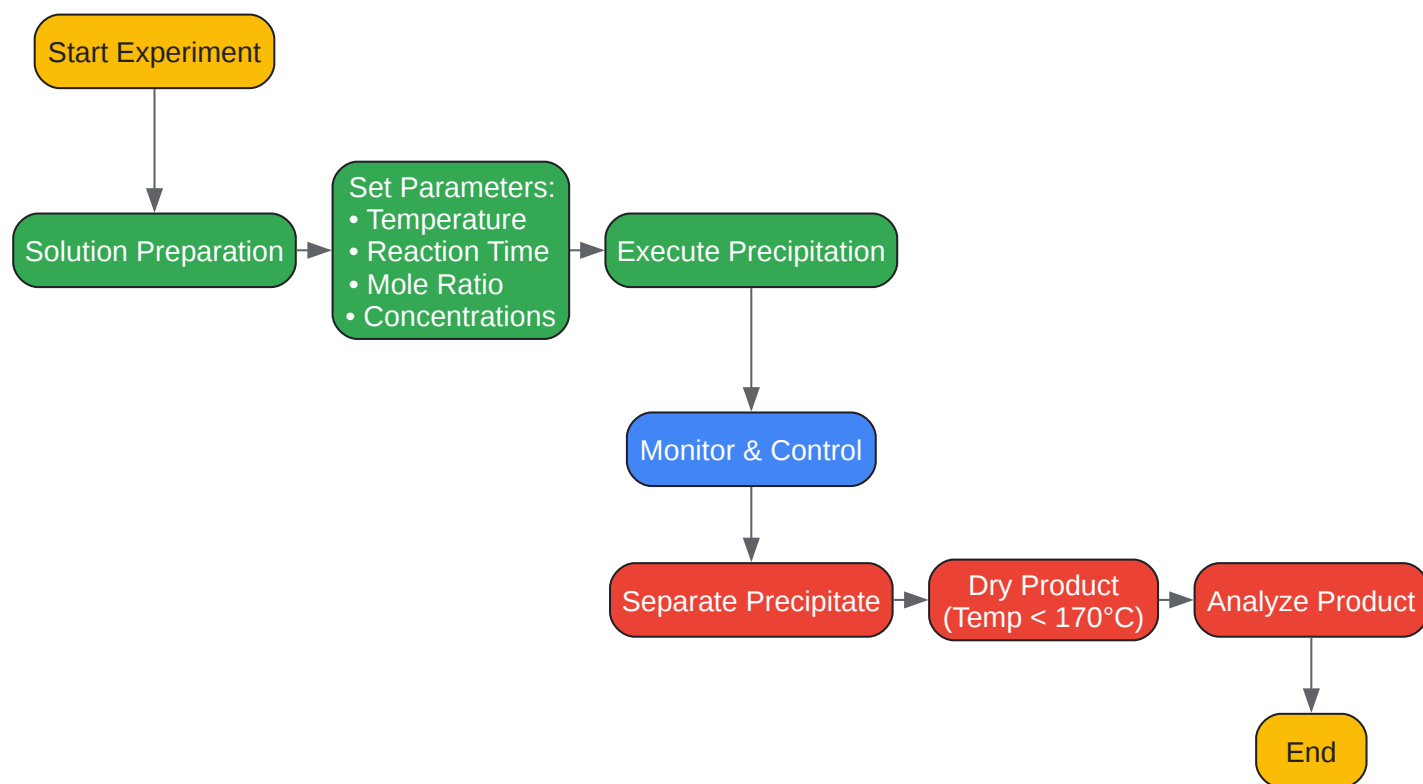 Start Experiment
Solution Preparation
Set Parameters:
• Temperature
• Reaction Time
• Mole Ratio
• Concentrations
Execute Precipitation
Monitor & Control
Separate Precipitate
Dry Product
(Temp < 170°C)
Analyze Product
End